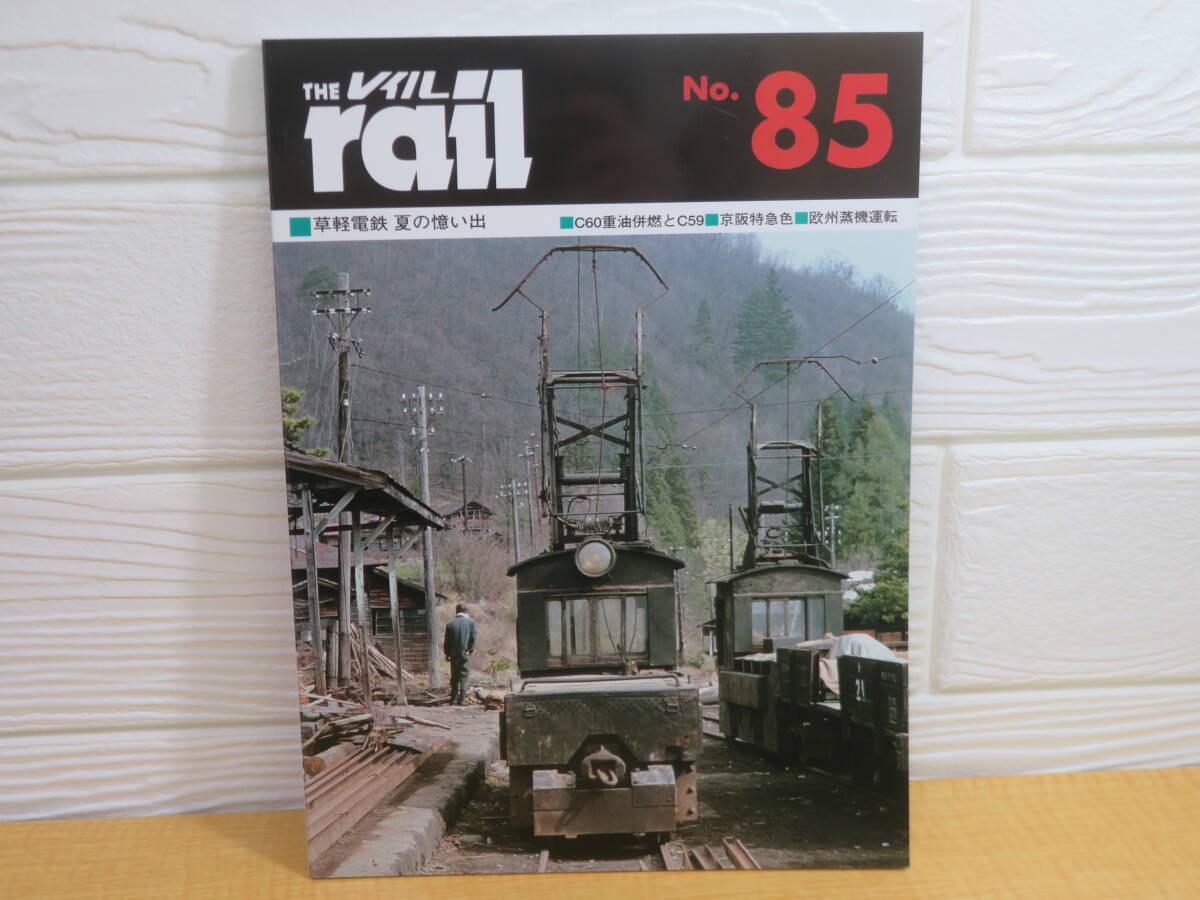 THE レイル
rail
No. 85
■草軽電鉄 夏の憶い出 ■C60重油併燃とC59■京阪特急色■欧州蒸機運転
21